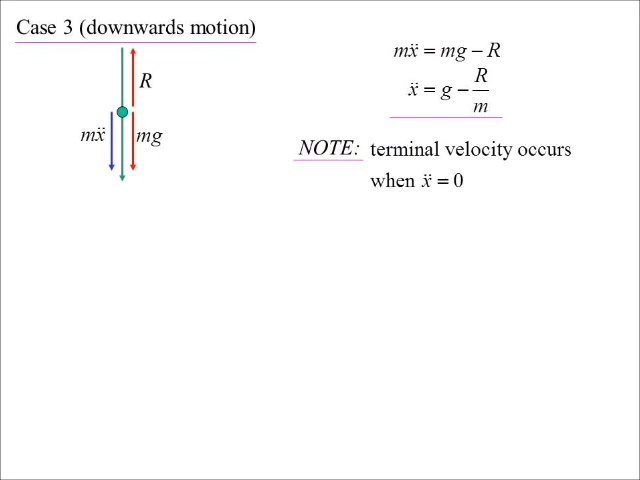 Case 3 (downwards motion)
R
mẍ
mg
mẍ = mg − R
ẍ = g − R/m
NOTE: terminal velocity occurs
when ẍ = 0